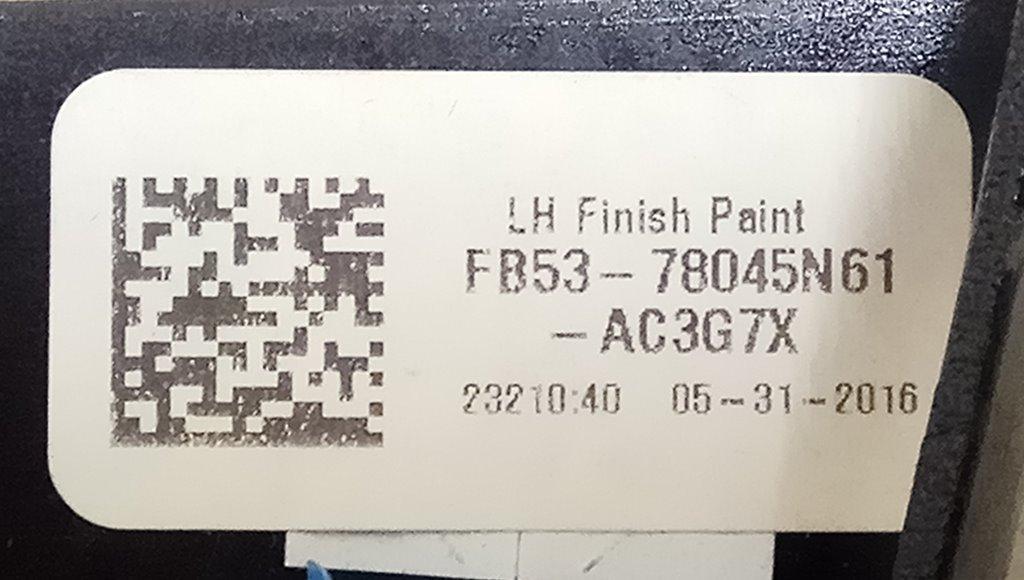 LH Finish Paint
FB53-78045N61
-AC3G7X
23210:40 05-31-2016